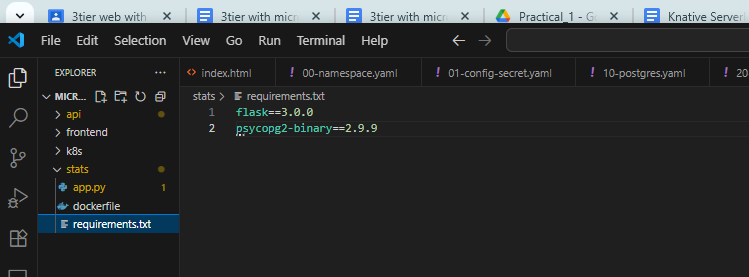 3tier web with
3tier with micr
3tier with micr
Practical_1 - G
Knative Server
File Edit Selection View Go Run Terminal Help
EXPLORER
MICR...
api
frontend
k8s
stats
app.py 1
dockerfile
requirements.txt
index.html
00-namespace.yaml
01-config-secret.yaml
10-postgres.yaml
20
stats > requirements.txt
1 flask==3.0.0
2 psycopg2-binary==2.9.9